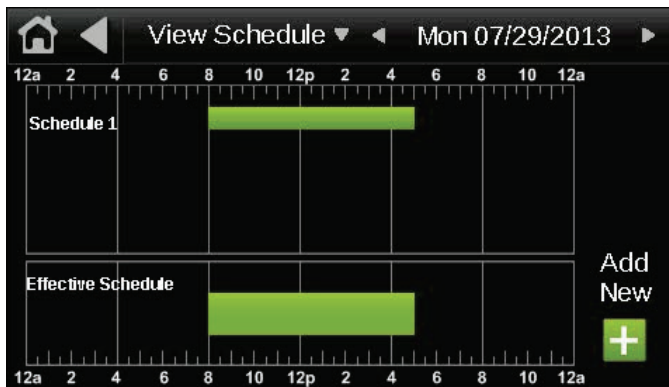 View Schedule Mon 07/29/2013
12a 2 4 6 8 10 12p 2 4 6 8 10 12a
Schedule 1
Effective Schedule
Add
New
12a 2 4 6 8 10 12p 2 4 6 8 10 12a